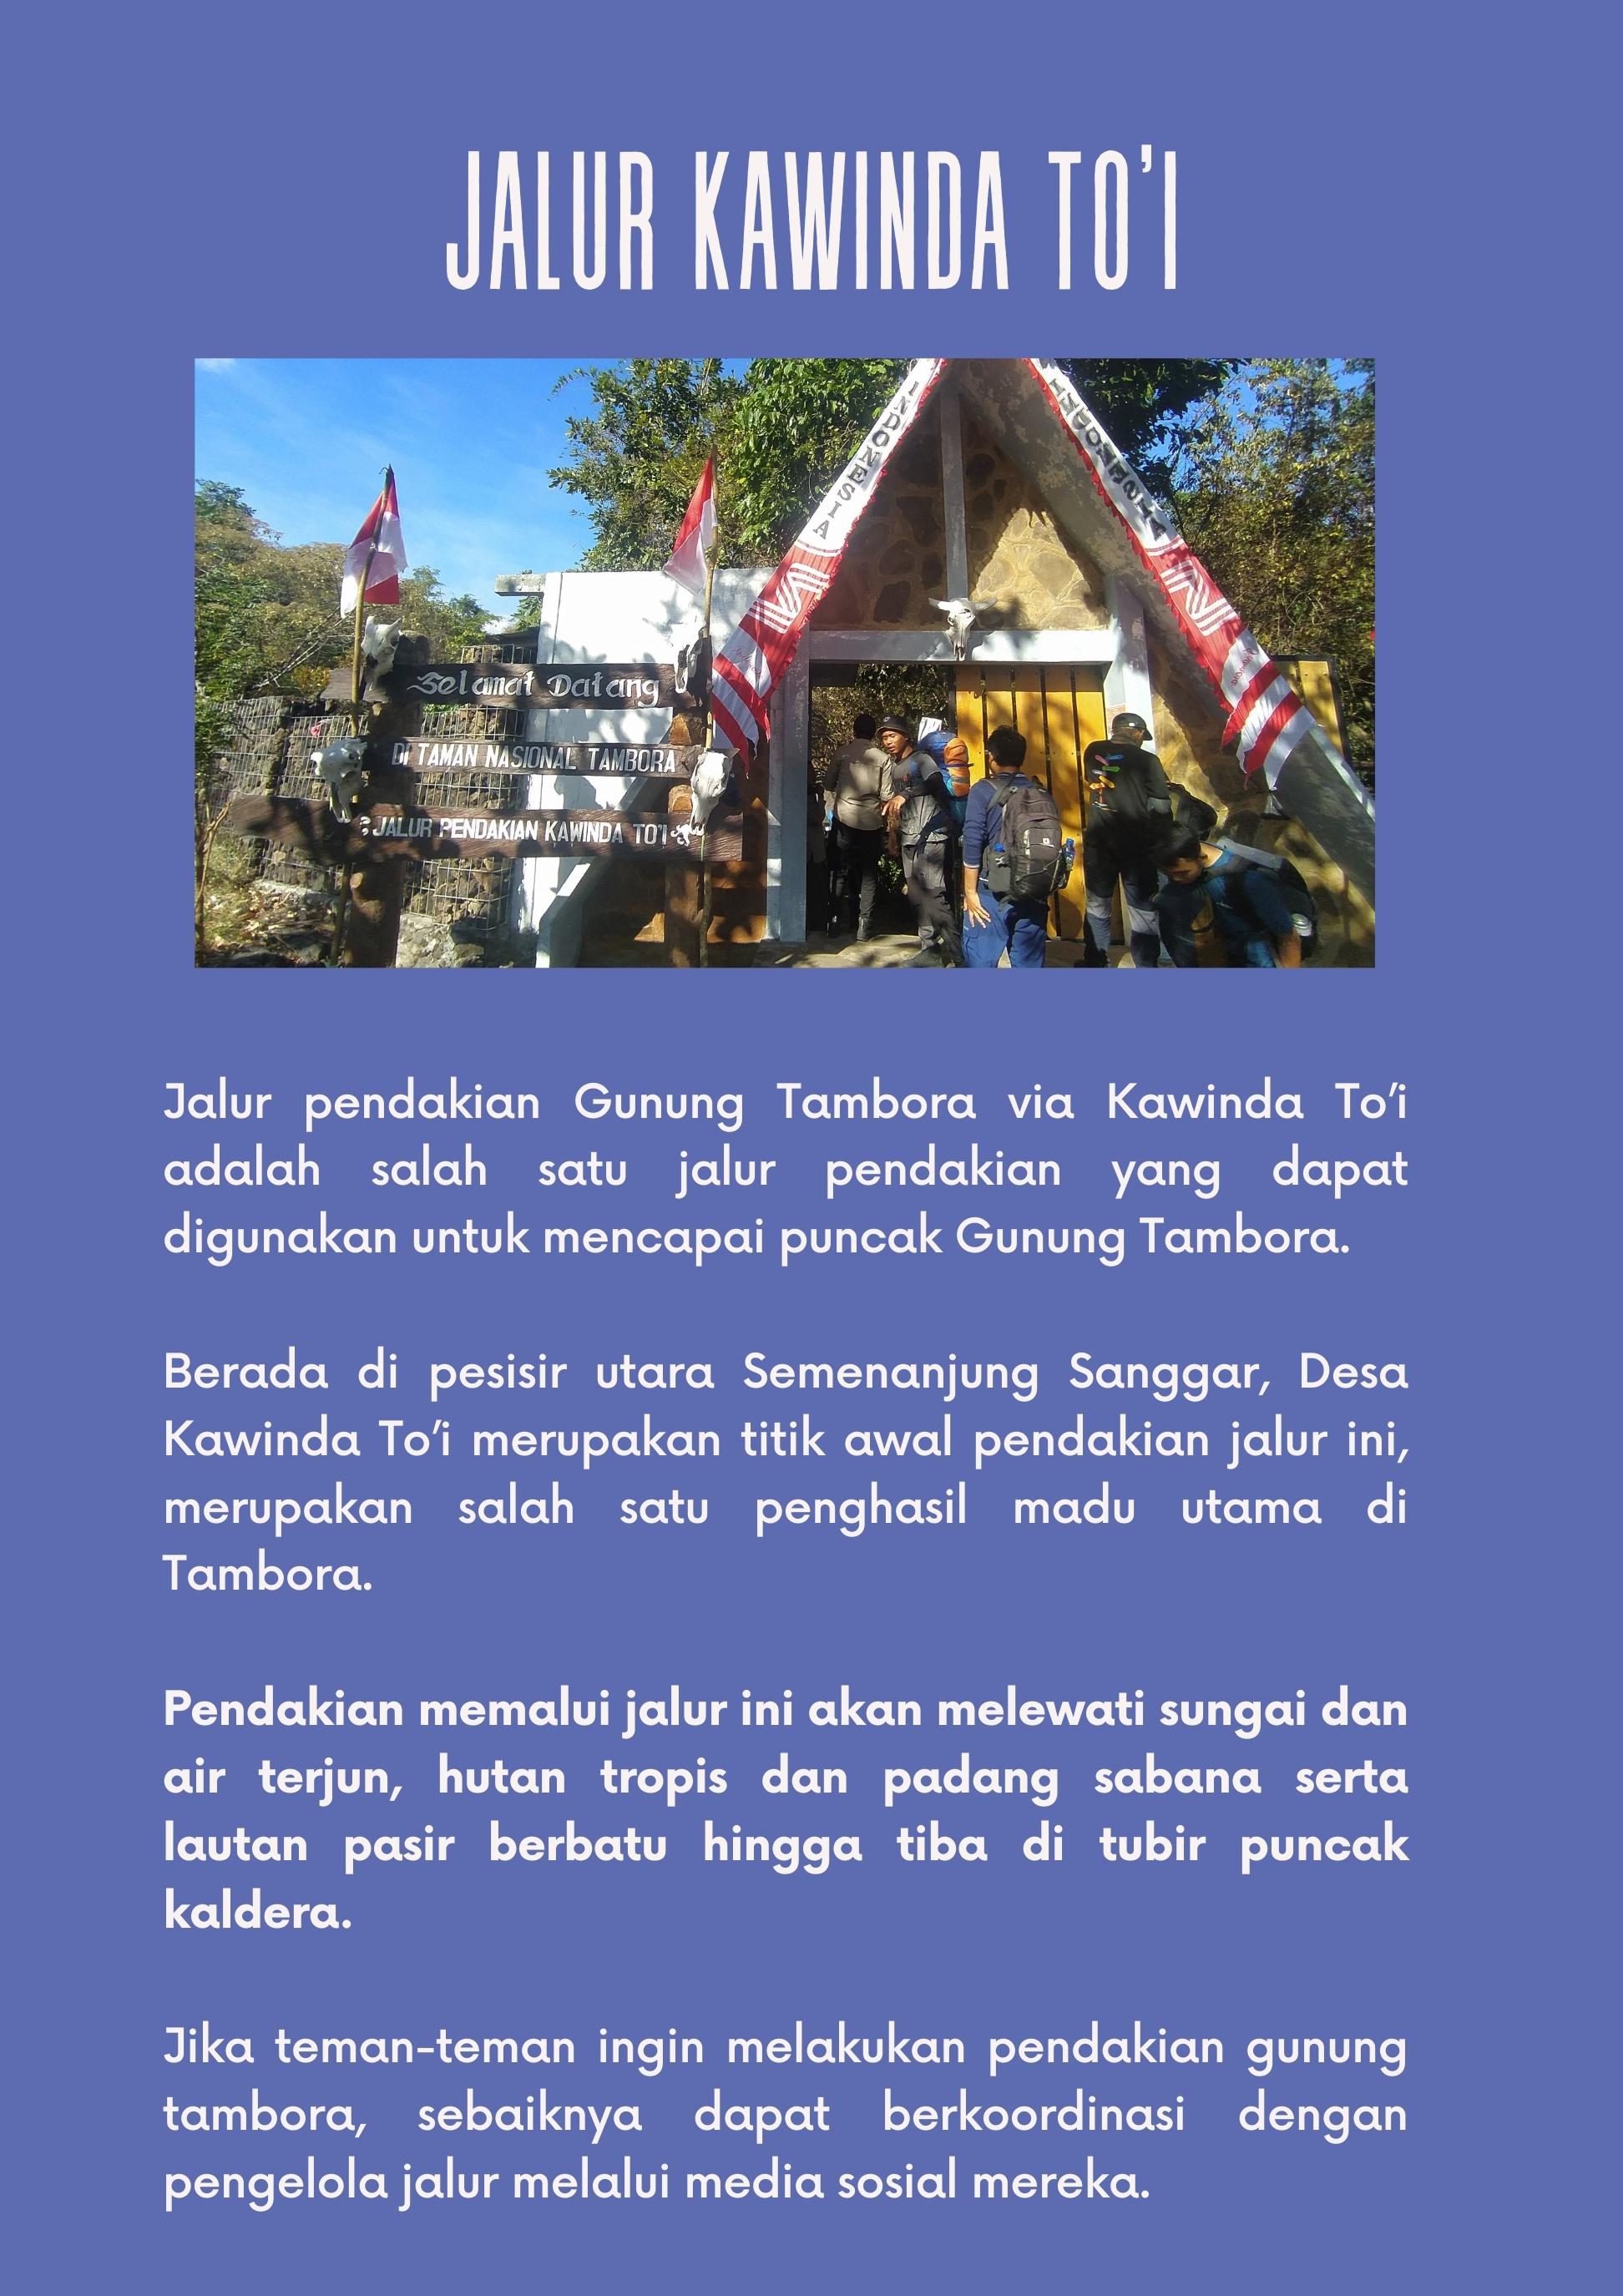 JALUR KAWINDA TO'I
INDONESIA
INDONESIA
Selamat Datang
DI TAMAN NASIONAL TAMBORA
JALUR PENDAKIAN KAWINDA TO'I
Jalur pendakian Gunung Tambora via Kawinda To'i
adalah salah satu jalur pendakian yang dapat
digunakan untuk mencapai puncak Gunung Tambora.
Berada di pesisir utara Semenanjung Sanggar, Desa
Kawinda To'i merupakan titik awal pendakian jalur ini,
merupakan salah satu penghasil madu utama di
Tambora.
Pendakian memalui jalur ini akan melewati sungai dan
air terjun, hutan tropis dan padang sabana serta
lautan pasir berbatu hingga tiba di tubir puncak
kaldera.
Jika teman-teman ingin melakukan pendakian gunung
tambora, sebaiknya dapat berkoordinasi dengan
pengelola jalur melalui media sosial mereka.